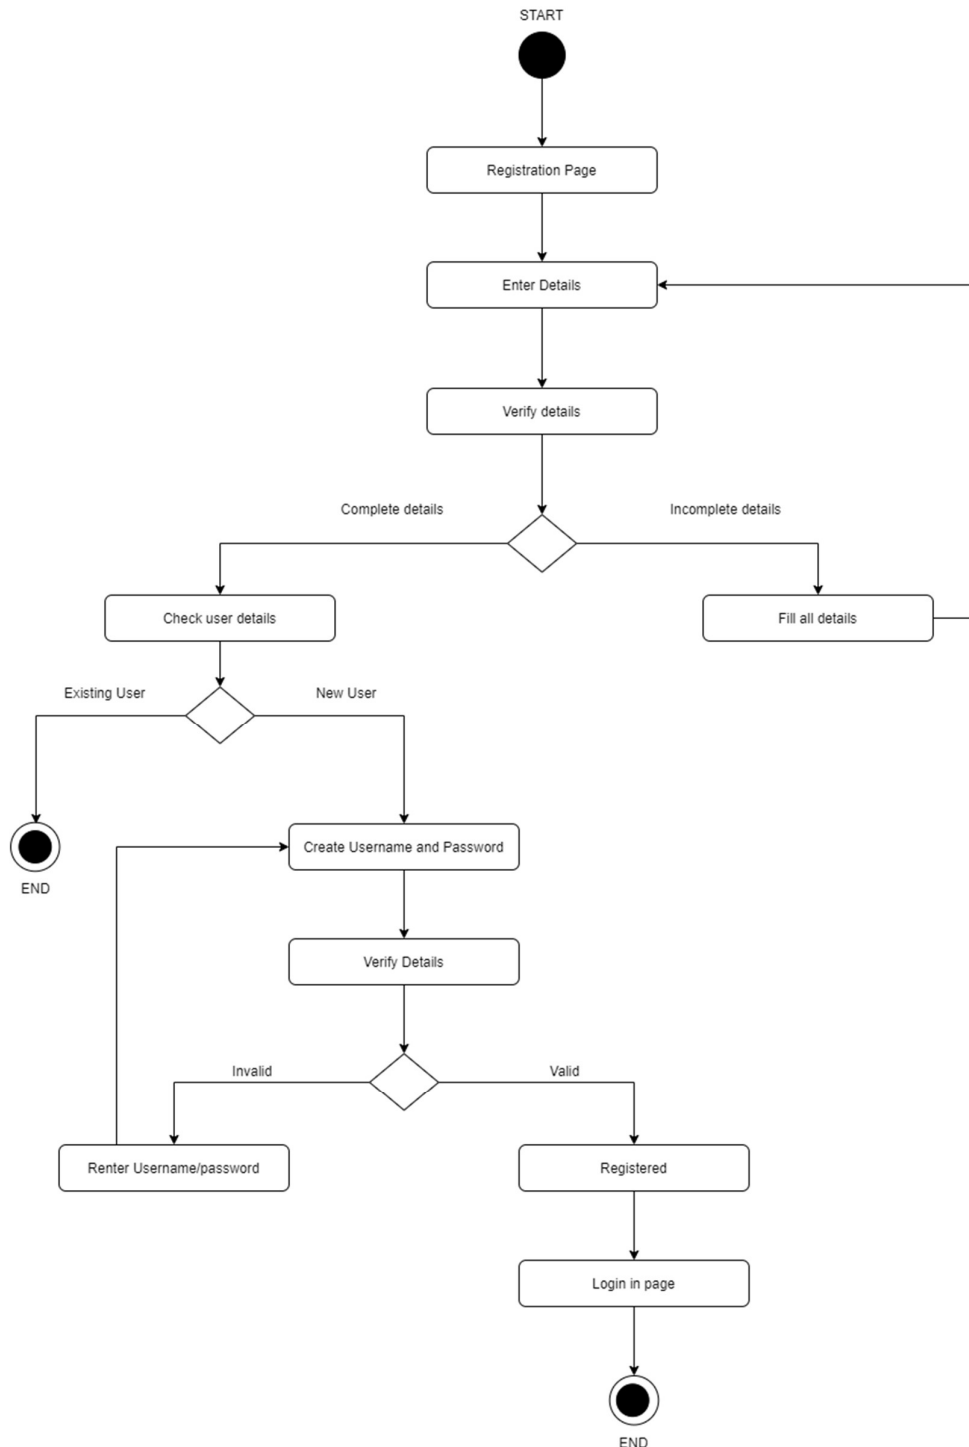 START
Registration Page
Enter Details
Verify details
Complete details
Incomplete details
Check user details
Fill all details
Existing User
New User
Create Username and Password
END
Verify Details
Invalid
Valid
Renter Username/password
Registered
Login in page
END